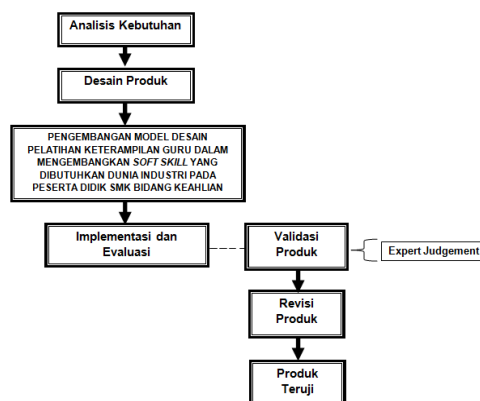 Analisis Kebutuhan
Desain Produk
PENGEMBANGAN MODEL DESAIN
PELATIHAN KETERAMPILAN GURU DALAM
MENGEMBANGKAN SOFT SKILL YANG
DIBUTUHKAN DUNIA INDUSTRI PADA
PESERTA DIDIK SMK BIDANG KEAHLIAN
Implementasi dan
Evaluasi
Validasi
Produk
Expert Judgement
Revisi
Produk
Produk
Teruji